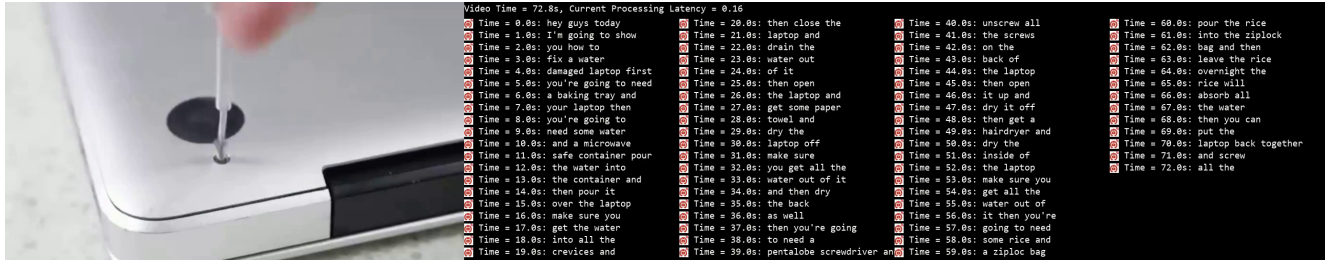 Video Time = 72.8s, Current Processing Latency = 0.16
Time = 0.0s: hey guys today
Time = 1.0s: I'm going to show
Time = 2.0s: you how to
Time = 3.0s: fix a water
Time = 4.0s: damaged laptop first
Time = 5.0s: you're going to need
Time = 6.0s: a baking tray and
Time = 7.0s: your laptop then
Time = 8.0s: you're going to
Time = 9.0s: need some water
Time = 10.0s: and a microwave
Time = 11.0s: safe container pour
Time = 12.0s: the water into
Time = 13.0s: the container and
Time = 14.0s: then pour it
Time = 15.0s: over the laptop
Time = 16.0s: make sure you
Time = 17.0s: get the water
Time = 18.0s: into all the
Time = 19.0s: crevices and
Time = 20.0s: then close the
Time = 21.0s: laptop and
Time = 22.0s: drain the
Time = 23.0s: water out
Time = 24.0s: of it
Time = 25.0s: then open
Time = 26.0s: the laptop and
Time = 27.0s: get some paper
Time = 28.0s: towel and
Time = 29.0s: dry the
Time = 30.0s: laptop off
Time = 31.0s: make sure
Time = 32.0s: you get all the
Time = 33.0s: water out of it
Time = 34.0s: and then dry
Time = 35.0s: the back
Time = 36.0s: as well
Time = 37.0s: then you're going
Time = 38.0s: to need a
Time = 39.0s: pentalobe screwdriver an
Time = 40.0s: unscrew all
Time = 41.0s: the screws
Time = 42.0s: on the
Time = 43.0s: back of
Time = 44.0s: the laptop
Time = 45.0s: then open
Time = 46.0s: it up and
Time = 47.0s: dry it off
Time = 48.0s: then get a
Time = 49.0s: hairdryer and
Time = 50.0s: dry the
Time = 51.0s: inside of
Time = 52.0s: the laptop
Time = 53.0s: make sure you
Time = 54.0s: get all the
Time = 55.0s: water out of
Time = 56.0s: it then you're
Time = 57.0s: going to need
Time = 58.0s: some rice and
Time = 59.0s: a ziploc bag
Time = 60.0s: pour the rice
Time = 61.0s: into the ziplock
Time = 62.0s: bag and then
Time = 63.0s: leave the rice
Time = 64.0s: overnight the
Time = 65.0s: rice will
Time = 66.0s: absorb all
Time = 67.0s: the water
Time = 68.0s: then you can
Time = 69.0s: put the
Time = 70.0s: laptop back together
Time = 71.0s: and screw
Time = 72.0s: all the